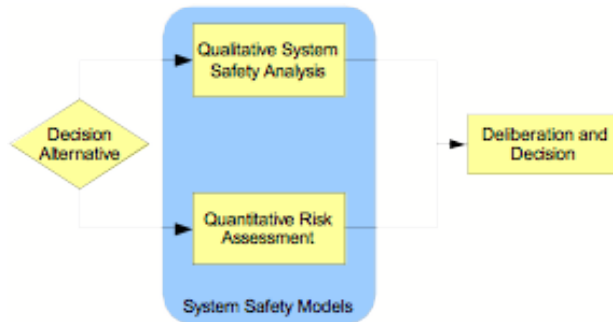 Qualitative System
Safety Analysis
Decision
Alternative
Deliberation and
Decision
Quantitative Risk
Assessment
System Safety Models